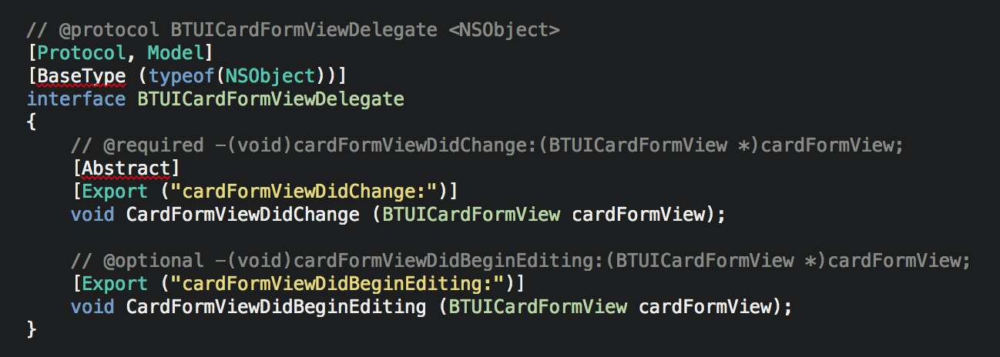 // @protocol BTUICardFormViewDelegate <NSObject>
[Protocol, Model]
[BaseType (typeof(NSObject))]
interface BTUICardFormViewDelegate
{
// @required -(void)cardFormViewDidChange:(BTUICardFormView *)cardFormView;
[Abstract]
[Export ("cardFormViewDidChange:")]
void CardFormViewDidChange (BTUICardFormView cardFormView);
// @optional -(void)cardFormViewDidBeginEditing:(BTUICardFormView *)cardFormView;
[Export ("cardFormViewDidBeginEditing:")]
void CardFormViewDidBeginEditing (BTUICardFormView cardFormView);
}